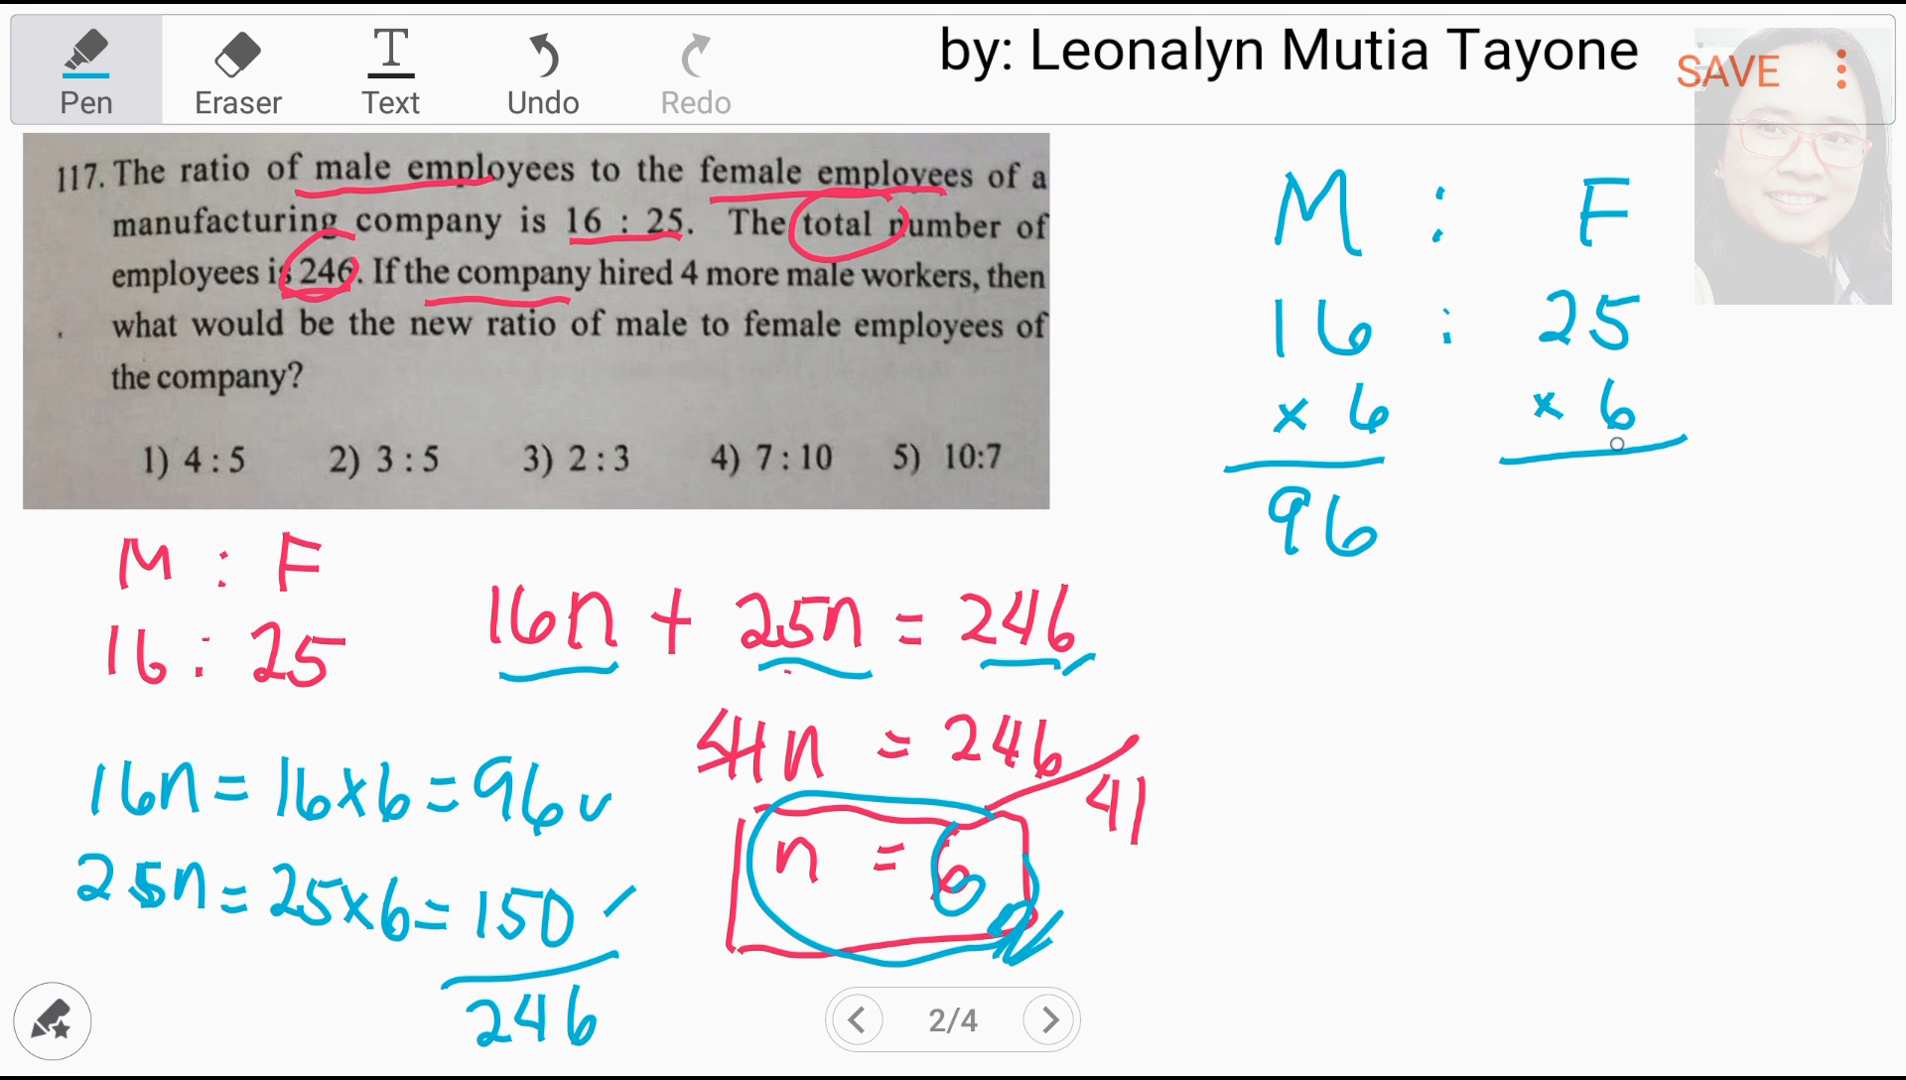 Pen
Eraser
Text
Undo
Redo
by: Leonalyn Mutia Tayone
SAVE
117. The ratio of male employees to the female employees of a
manufacturing company is 16 : 25. The total number of
employees is 246. If the company hired 4 more male workers, then
what would be the new ratio of male to female employees of
the company?
1) 4 : 5 2) 3 : 5 3) 2 : 3 4) 7 : 10 5) 10:7
M : F
16 : 25
× 6 × 6
96
M : F
16 : 25
16n + 25n = 246
41n = 246/41
n = 6
16n = 16×6 = 96
25n = 25×6 = 150
246
2/4